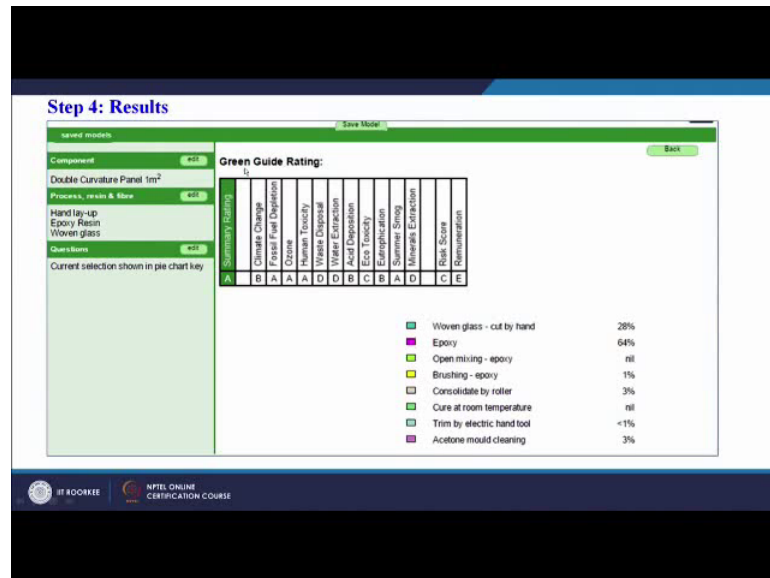 Step 4: Results
Save Model
saved models
Back
Component edit
Double Curvature Panel 1m²
Process, resin & fibre edit
Hand lay-up
Epoxy Resin
Woven glass
Questions edit
Current selection shown in pie chart key
Green Guide Rating:
Summary Rating
Climate Change
Fossil Fuel Depletion
Ozone
Human Toxicity
Waste Disposal
Water Extraction
Acid Deposition
Eco Toxicity
Eutrophication
Summer Smog
Minerals Extraction
Risk Score
Remuneration
A B A A A D D B C B A D C E
Woven glass - cut by hand 28%
Epoxy 64%
Open mixing - epoxy nil
Brushing - epoxy 1%
Consolidate by roller 3%
Cure at room temperature nil
Trim by electric hand tool <1%
Acetone mould cleaning 3%
IIT ROORKEE
NPTEL ONLINE
CERTIFICATION COURSE